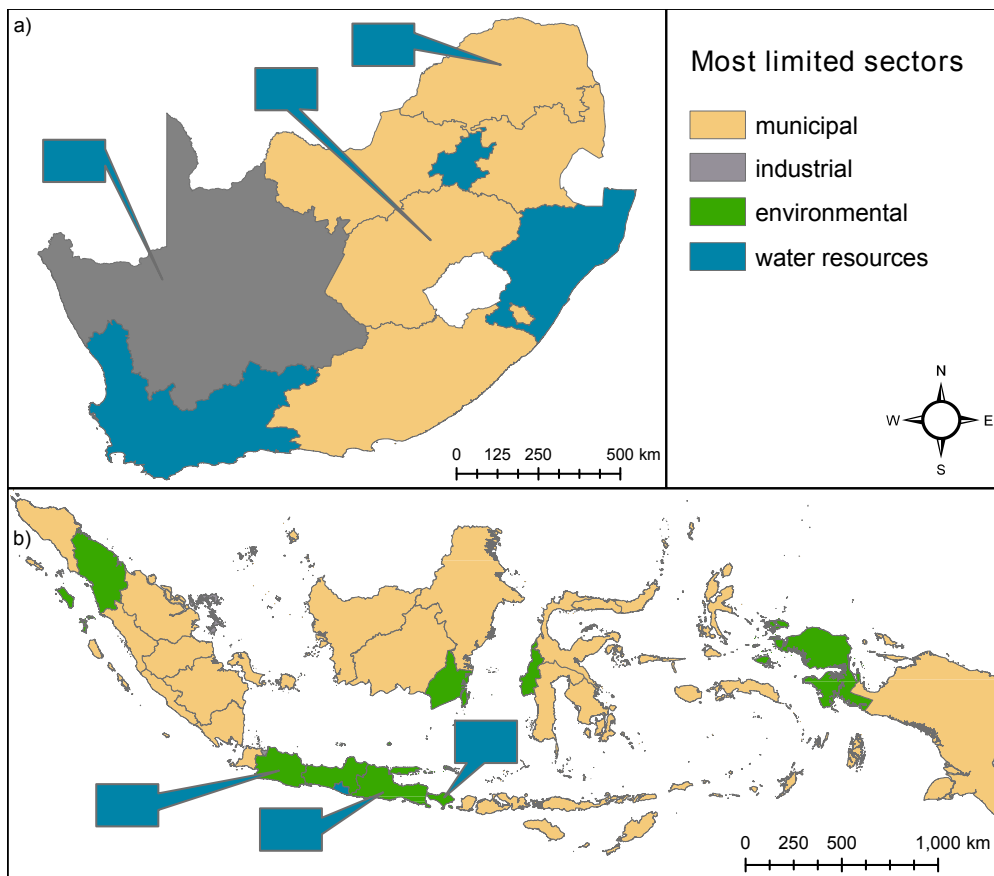 a)
Most limited sectors
municipal
industrial
environmental
water resources
N
W E
S
0 125 250 500 km
b)
0 250 500 1,000 km